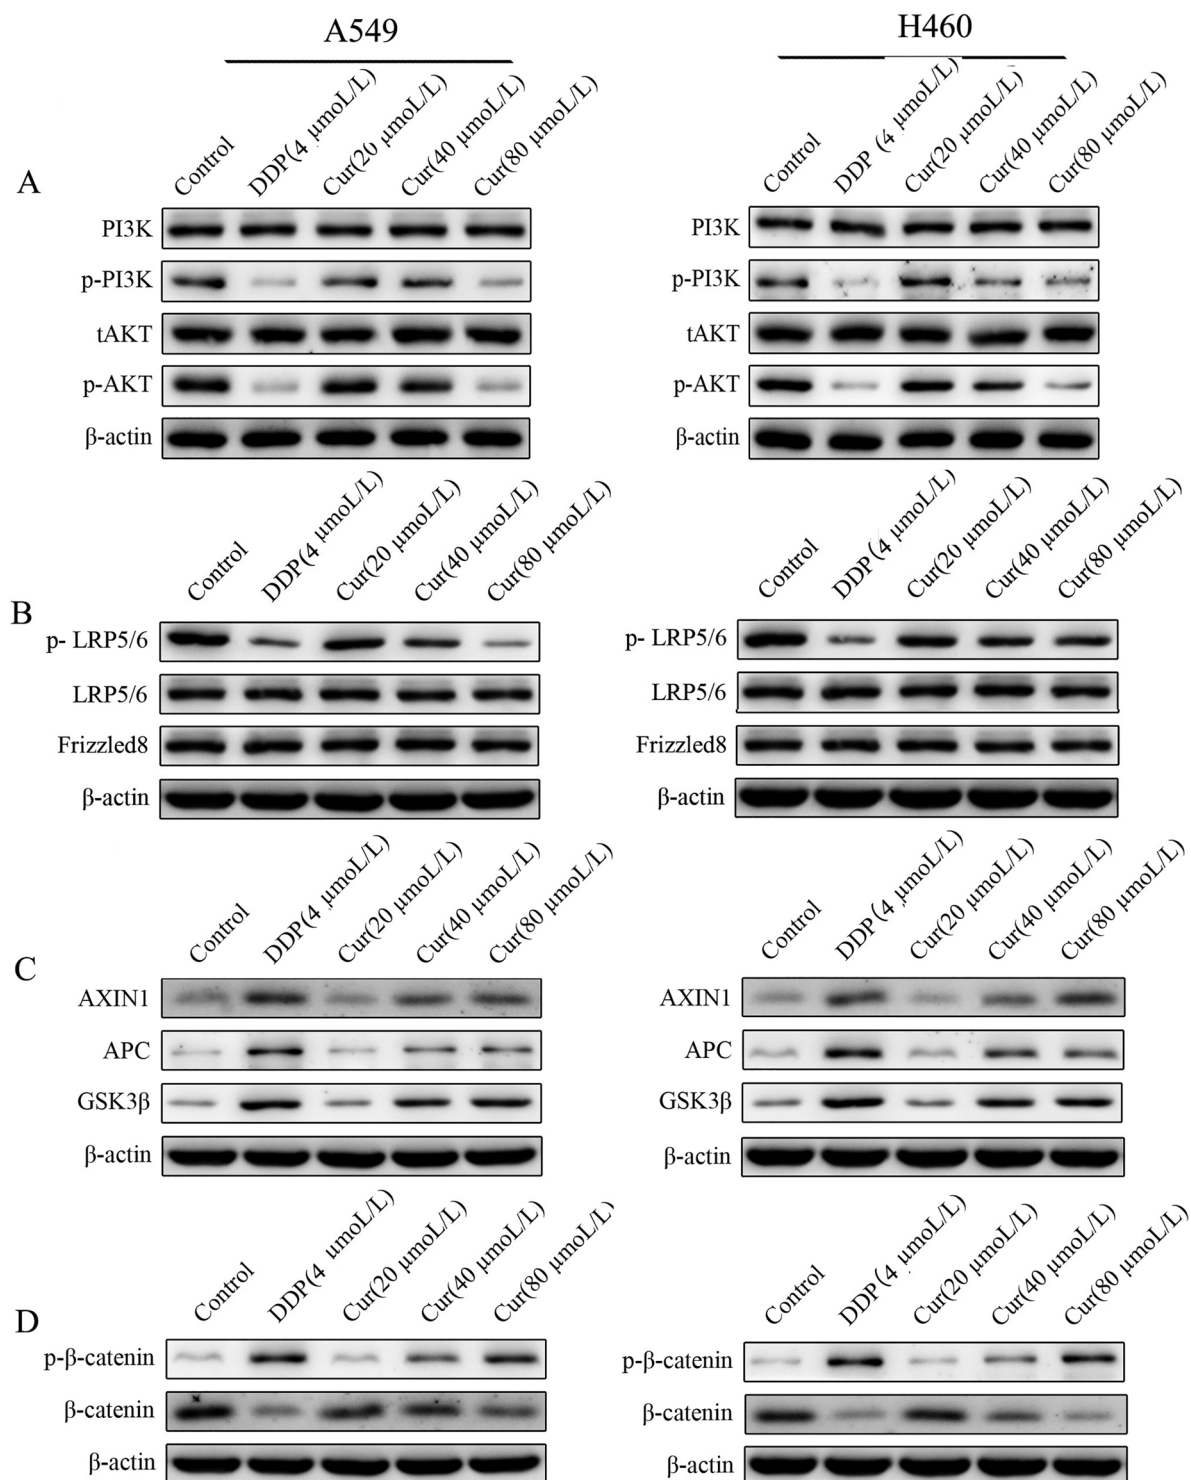 A549
H460
A
Control
DDP(4 μmoL/L)
Cur(20 μmoL/L)
Cur(40 μmoL/L)
Cur(80 μmoL/L)
Control
DDP (4 μmoL/L)
Cur(20 μmoL/L)
Cur(40 μmoL/L)
Cur(80 μmoL/L)
PI3K
PI3K
p-PI3K
p-PI3K
tAKT
tAKT
p-AKT
p-AKT
β-actin
β-actin
B
Control
DDP(4 μmoL/L)
Cur(20 μmoL/L)
Cur(40 μmoL/L)
Cur(80 μmoL/L)
Control
DDP(4 μmoL/L)
Cur(20 μmoL/L)
Cur(40 μmoL/L)
Cur(80 μmoL/L)
p- LRP5/6
p- LRP5/6
LRP5/6
LRP5/6
Frizzled8
Frizzled8
β-actin
β-actin
C
Control
DDP(4 μmoL/L)
Cur(20 μmoL/L)
Cur(40 μmoL/L)
Cur(80 μmoL/L)
Control
DDP(4 μmoL/L)
Cur(20 μmoL/L)
Cur(40 μmoL/L)
Cur(80 μmoL/L)
AXIN1
AXIN1
APC
APC
GSK3β
GSK3β
β-actin
β-actin
D
Control
DDP(4 μmoL/L)
Cur(20 μmoL/L)
Cur(40 μmoL/L)
Cur(80 μmoL/L)
Control
DDP(4 μmoL/L)
Cur(20 μmoL/L)
Cur(40 μmoL/L)
Cur(80 μmoL/L)
p-β-catenin
p-β-catenin
β-catenin
β-catenin
β-actin
β-actin